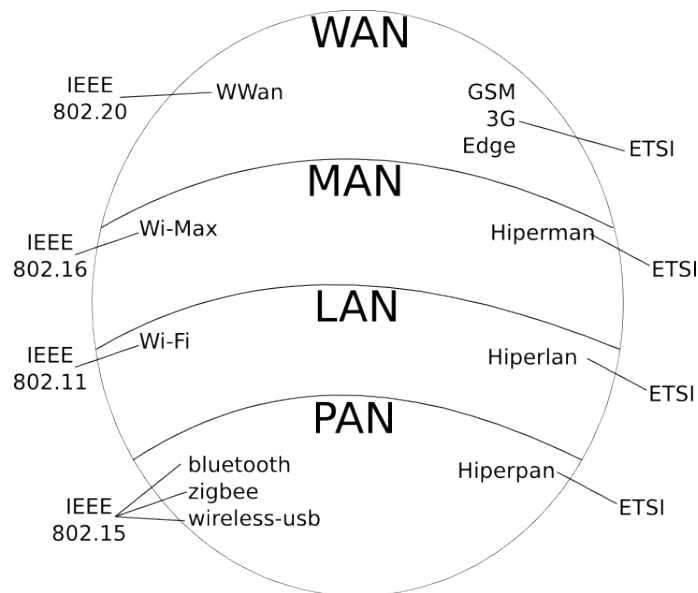 WAN
IEEE
802.20
WWan
GSM
3G
Edge
ETSI
MAN
IEEE
802.16
Wi-Max
Hiperman
ETSI
LAN
IEEE
802.11
Wi-Fi
Hiperlan
ETSI
PAN
IEEE
802.15
bluetooth
zigbee
wireless-usb
Hiperpan
ETSI